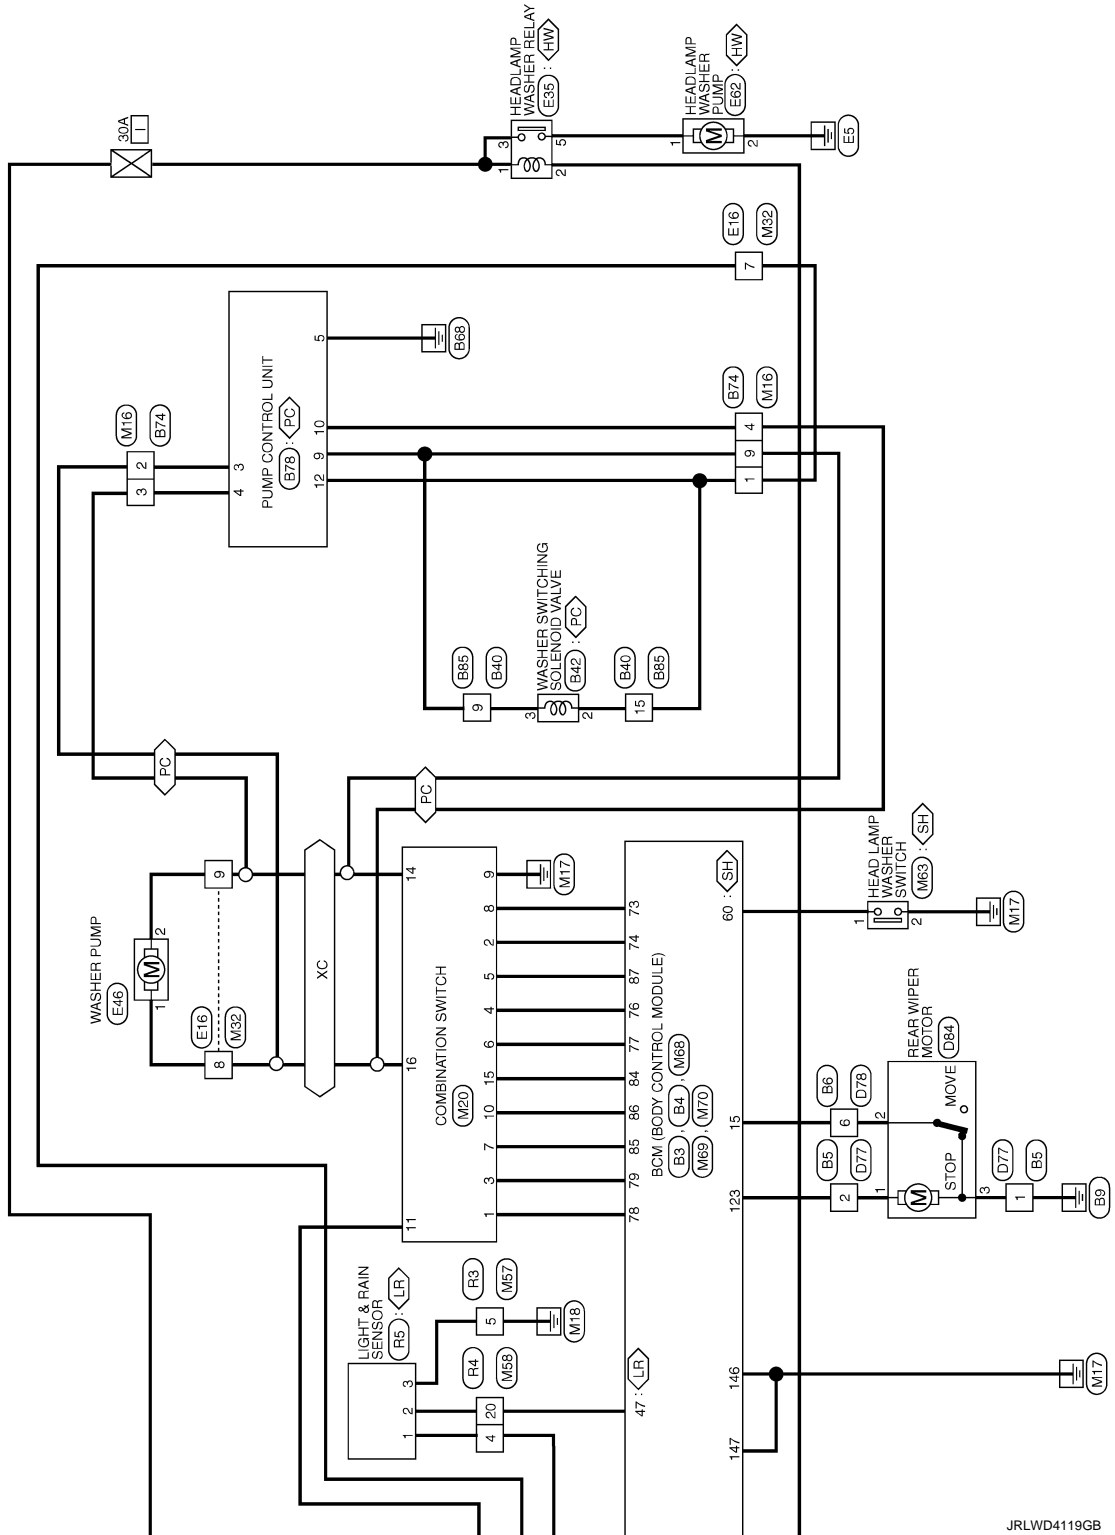 30A
I
HEADLAMP
WASHER RELAY
E35 : HW
3
1
5
2
HEADLAMP
WASHER
PUMP
E62 : HW
1
M
2
E5
E16
M32
7
PUMP CONTROL UNIT
B78 : PC
5
B68
M16
B74
2
3
3
4
10
9
12
B74
M16
4
9
1
WASHER SWITCHING
SOLENOID VALVE
B42 : PC
B85
B40
9
3
2
B40
B85
15
PC
PC
WASHER PUMP
E46
M
1
2
E16
M32
8
9
XC
COMBINATION SWITCH
M20
14
16
11
9
8
2
5
4
6
15
10
7
3
1
M17
BCM (BODY CONTROL MODULE)
B3 , B4 , M68
M69 , M70
73
74
87
76
77
84
86
85
79
78
60 : SH
15
123
146
147
47 : LR
HEAD LAMP
WASHER
SWITCH
M63 : SH
1
2
M17
REAR WIPER
MOTOR
D84
B6
D78
6
2
B5
D77
2
1
M
STOP
MOVE
3
D77
B5
1
B9
LIGHT & RAIN
SENSOR
R5 : LR
3
2
1
R3
M57
5
M18
R4
M58
20
4
M17
JRLWD4119GB